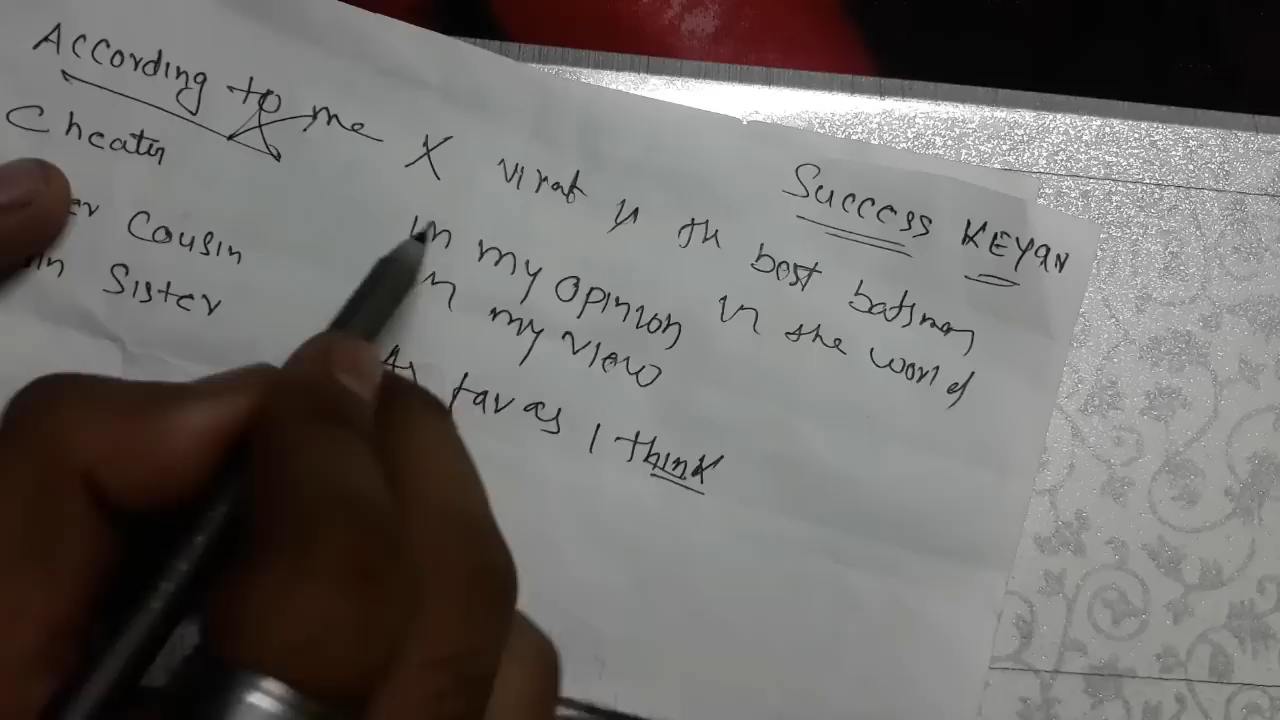 According to me X virat is the best batsman
in the world
Success KEYAN
Cheater
Cousin
Sister
In my opinion
in my view
As far as I think